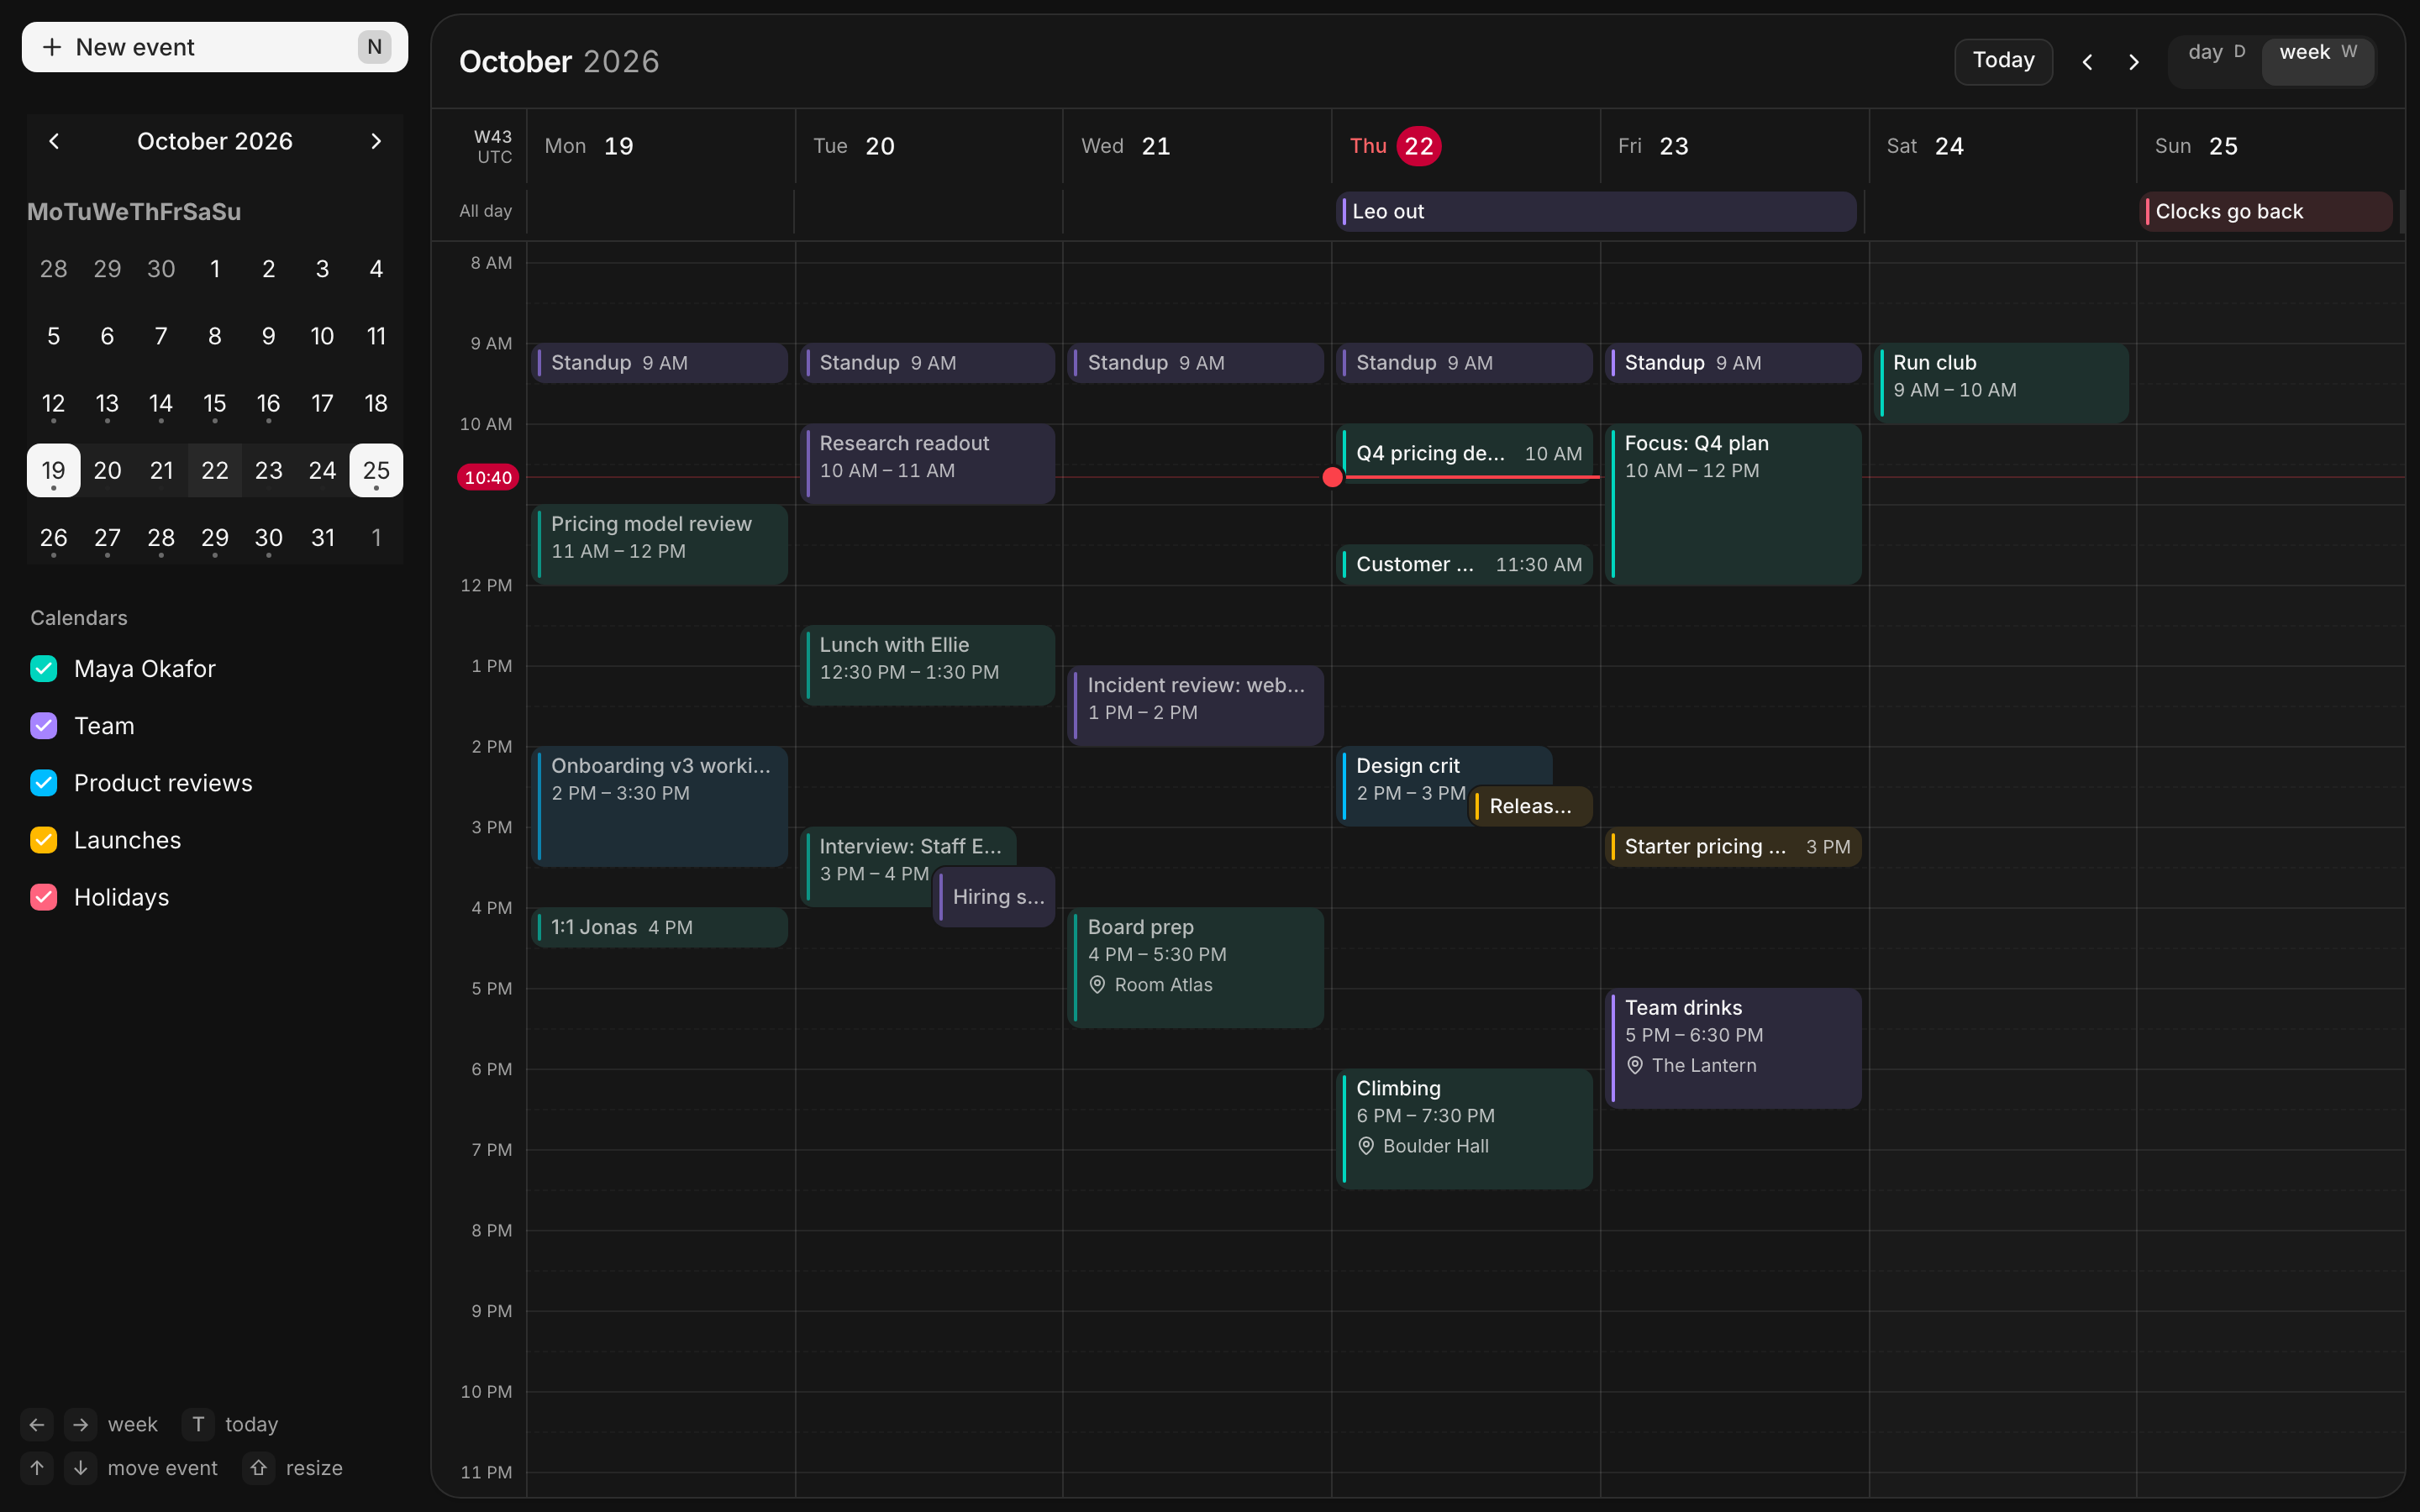 New event N
October 2026
MoTuWeThFrSaSu
28 29 30 1 2 3 4
5 6 7 8 9 10 11
12 13 14 15 16 17 18
19 20 21 22 23 24 25
26 27 28 29 30 31 1
Calendars
Maya Okafor
Team
Product reviews
Launches
Holidays
week T today
move event resize
October 2026
Today day D week W
W43
UTC
Mon 19 Tue 20 Wed 21 Thu 22 Fri 23 Sat 24 Sun 25
All day
Leo out
Clocks go back
8 AM
9 AM
10 AM
10:40
12 PM
1 PM
2 PM
3 PM
4 PM
5 PM
6 PM
7 PM
8 PM
9 PM
10 PM
11 PM
Standup 9 AM
Pricing model review
11 AM – 12 PM
Onboarding v3 worki...
2 PM – 3:30 PM
1:1 Jonas 4 PM
Standup 9 AM
Research readout
10 AM – 11 AM
Lunch with Ellie
12:30 PM – 1:30 PM
Interview: Staff E...
3 PM – 4 PM
Hiring s...
Standup 9 AM
Incident review: web...
1 PM – 2 PM
Board prep
4 PM – 5:30 PM
Room Atlas
Standup 9 AM
Q4 pricing de... 10 AM
Customer ... 11:30 AM
Design crit
2 PM – 3 PM
Releas...
Climbing
6 PM – 7:30 PM
Boulder Hall
Standup 9 AM
Focus: Q4 plan
10 AM – 12 PM
Starter pricing ... 3 PM
Team drinks
5 PM – 6:30 PM
The Lantern
Run club
9 AM – 10 AM